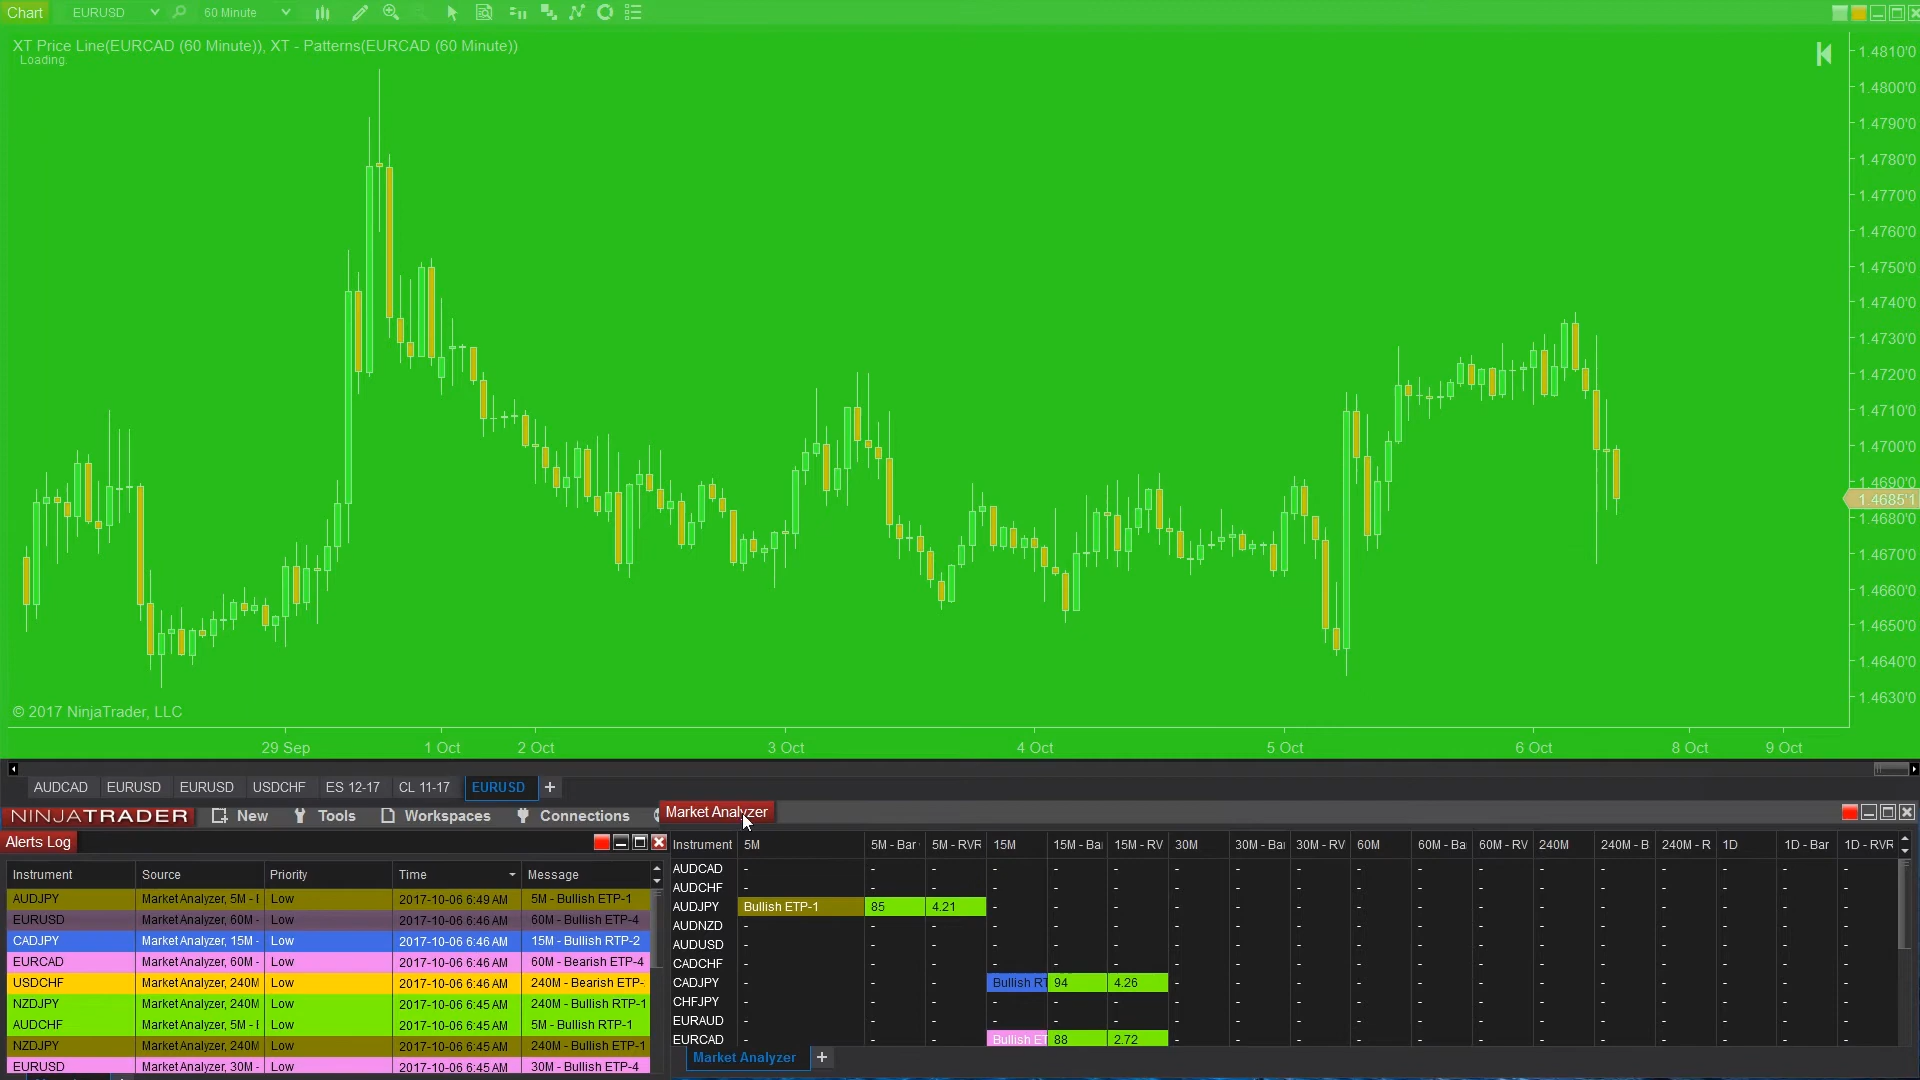 Chart EURUSD 60 Minute
XT Price Line(EURCAD (60 Minute)), XT - Patterns(EURCAD (60 Minute))
Loading.
1.4810'0
1.4800'0
1.4790'0
1.4780'0
1.4770'0
1.4760'0
1.4750'0
1.4740'0
1.4730'0
1.4720'0
1.4710'0
1.4700'0
1.4690'0
1.4685'1
1.4680'0
1.4670'0
1.4660'0
1.4650'0
1.4640'0
1.4630'0
© 2017 NinjaTrader, LLC
29 Sep 1 Oct 2 Oct 3 Oct 4 Oct 5 Oct 6 Oct 8 Oct 9 Oct
AUDCAD EURUSD EURUSD USDCHF ES 12-17 CL 11-17 EURUSD +
NINJATRADER New Tools Workspaces Connections
Alerts Log
Instrument Source Priority Time Message
AUDJPY Market Analyzer, 5M - Low 2017-10-06 6:49 AM 5M - Bullish ETP-1
EURUSD Market Analyzer, 60M - Low 2017-10-06 6:46 AM 60M - Bullish ETP-4
CADJPY Market Analyzer, 15M - Low 2017-10-06 6:46 AM 15M - Bullish RTP-2
EURCAD Market Analyzer, 60M - Low 2017-10-06 6:46 AM 60M - Bearish ETP-4
USDCHF Market Analyzer, 240M Low 2017-10-06 6:46 AM 240M - Bearish ETP-
NZDJPY Market Analyzer, 240M Low 2017-10-06 6:45 AM 240M - Bullish RTP-1
AUDCHF Market Analyzer, 5M - Low 2017-10-06 6:45 AM 5M - Bullish RTP-1
NZDJPY Market Analyzer, 240M Low 2017-10-06 6:45 AM 240M - Bullish ETP-1
EURUSD Market Analyzer, 30M - Low 2017-10-06 6:45 AM 30M - Bullish ETP-4
Market Analyzer
Instrument 5M 5M - Bar 5M - RVR 15M 15M - Ba 15M - RV 30M 30M - Ba 30M - RV 60M 60M - Ba 60M - RV 240M 240M - B 240M - R 1D 1D - Bar 1D - RVR
AUDCAD - - - - - - - - - - - - - - - - - -
AUDCHF - - - - - - - - - - - - - - - - - -
AUDJPY Bullish ETP-1 85 4.21 - - - - - - - - - - - - - - -
AUDNZD - - - - - - - - - - - - - - - - - -
AUDUSD - - - - - - - - - - - - - - - - - -
CADCHF - - - - - - - - - - - - - - - - - -
CADJPY - - - Bullish RT 94 4.26 - - - - - - - - - - - -
CHFJPY - - - - - - - - - - - - - - - - - -
EURAUD - - - - - - - - - - - - - - - - - -
EURCAD - - - Bullish ET 88 2.72 - - - - - - - - - - - -
Market Analyzer +